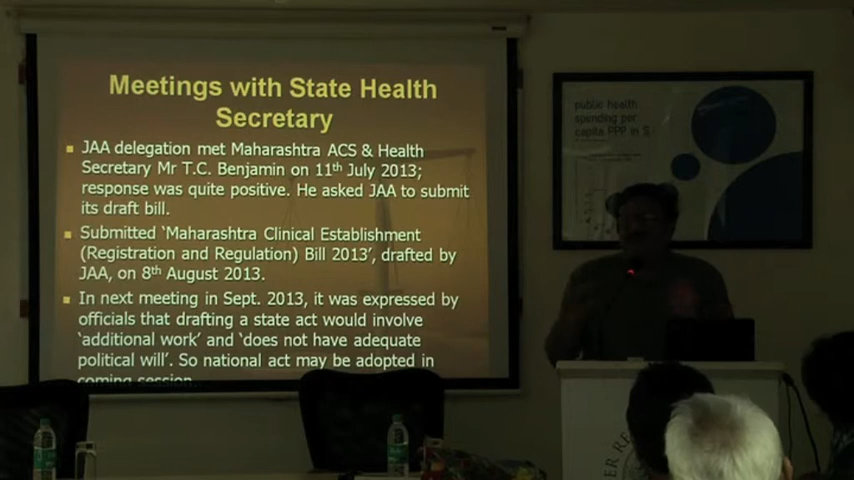 Meetings with State Health
Secretary
JAA delegation met Maharashtra ACS & Health
Secretary Mr T.C. Benjamin on 11th July 2013;
response was quite positive. He asked JAA to submit
its draft bill.
Submitted ‘Maharashtra Clinical Establishment
(Registration and Regulation) Bill 2013’, drafted by
JAA, on 8th August 2013.
In next meeting in Sept. 2013, it was expressed by
officials that drafting a state act would involve
‘additional work’ and ‘does not have adequate
political will’. So national act may be adopted in
coming session
public health
spending per
capita PPP in $